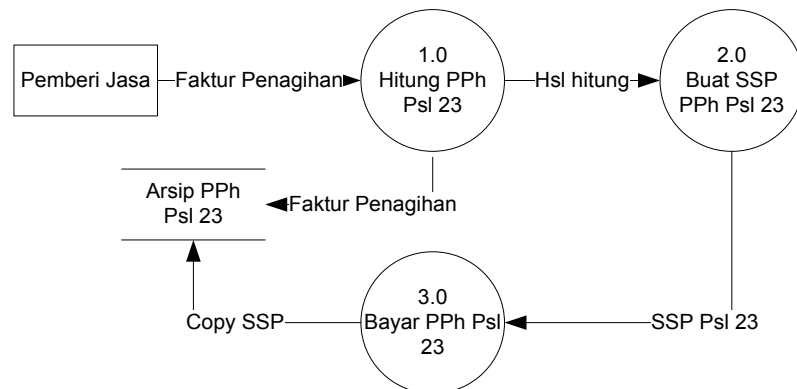 Pemberi Jasa
Faktur Penagihan
1.0
Hitung PPh
Psl 23
Hsl hitung
2.0
Buat SSP
PPh Psl 23
Arsip PPh
Psl 23
Faktur Penagihan
Copy SSP
3.0
Bayar PPh Psl
23
SSP Psl 23